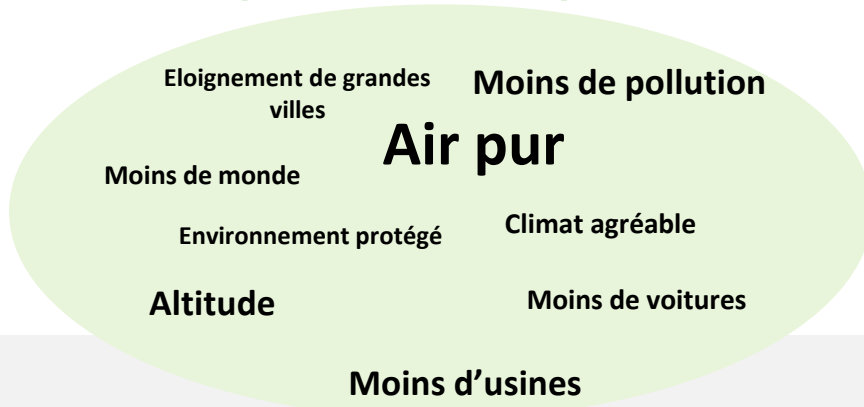 Eloignement de grandes
villes
Moins de pollution
Air pur
Moins de monde
Environnement protégé
Climat agréable
Altitude
Moins de voitures
Moins d’usines